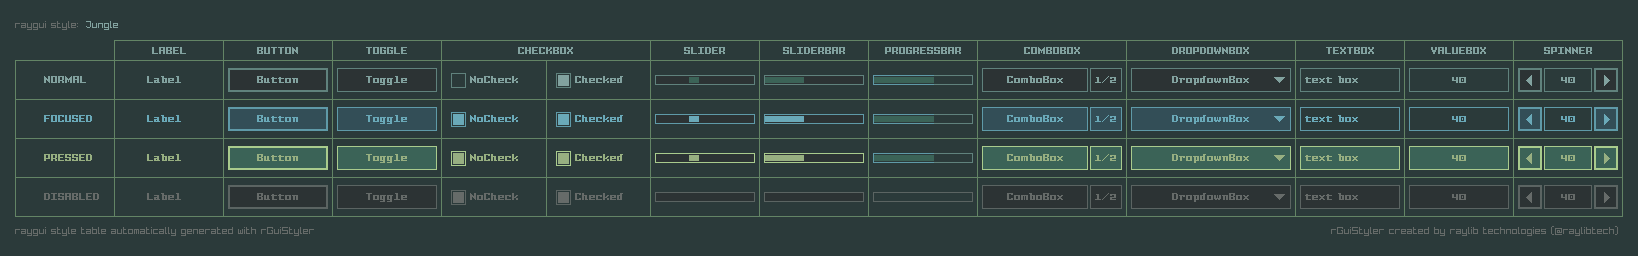 raygui style: Jungle
LABEL BUTTON TOGGLE CHECKBOX SLIDER SLIDERBAR PROGRESSBAR COMBOBOX DROPDOWNBOX TEXTBOX VALUEBOX SPINNER
NORMAL Label Button Toggle NoCheck Checked ComboBox 1/2 DropdownBox text box 40 40
FOCUSED Label Button Toggle NoCheck Checked ComboBox 1/2 DropdownBox text box 40 40
PRESSED Label Button Toggle NoCheck Checked ComboBox 1/2 DropdownBox text box 40 40
DISABLED Label Button Toggle NoCheck Checked ComboBox 1/2 DropdownBox text box 40 40
raygui style table automatically generated with rGuiStyler rGuiStyler created by raylib technologies (@raylibtech)